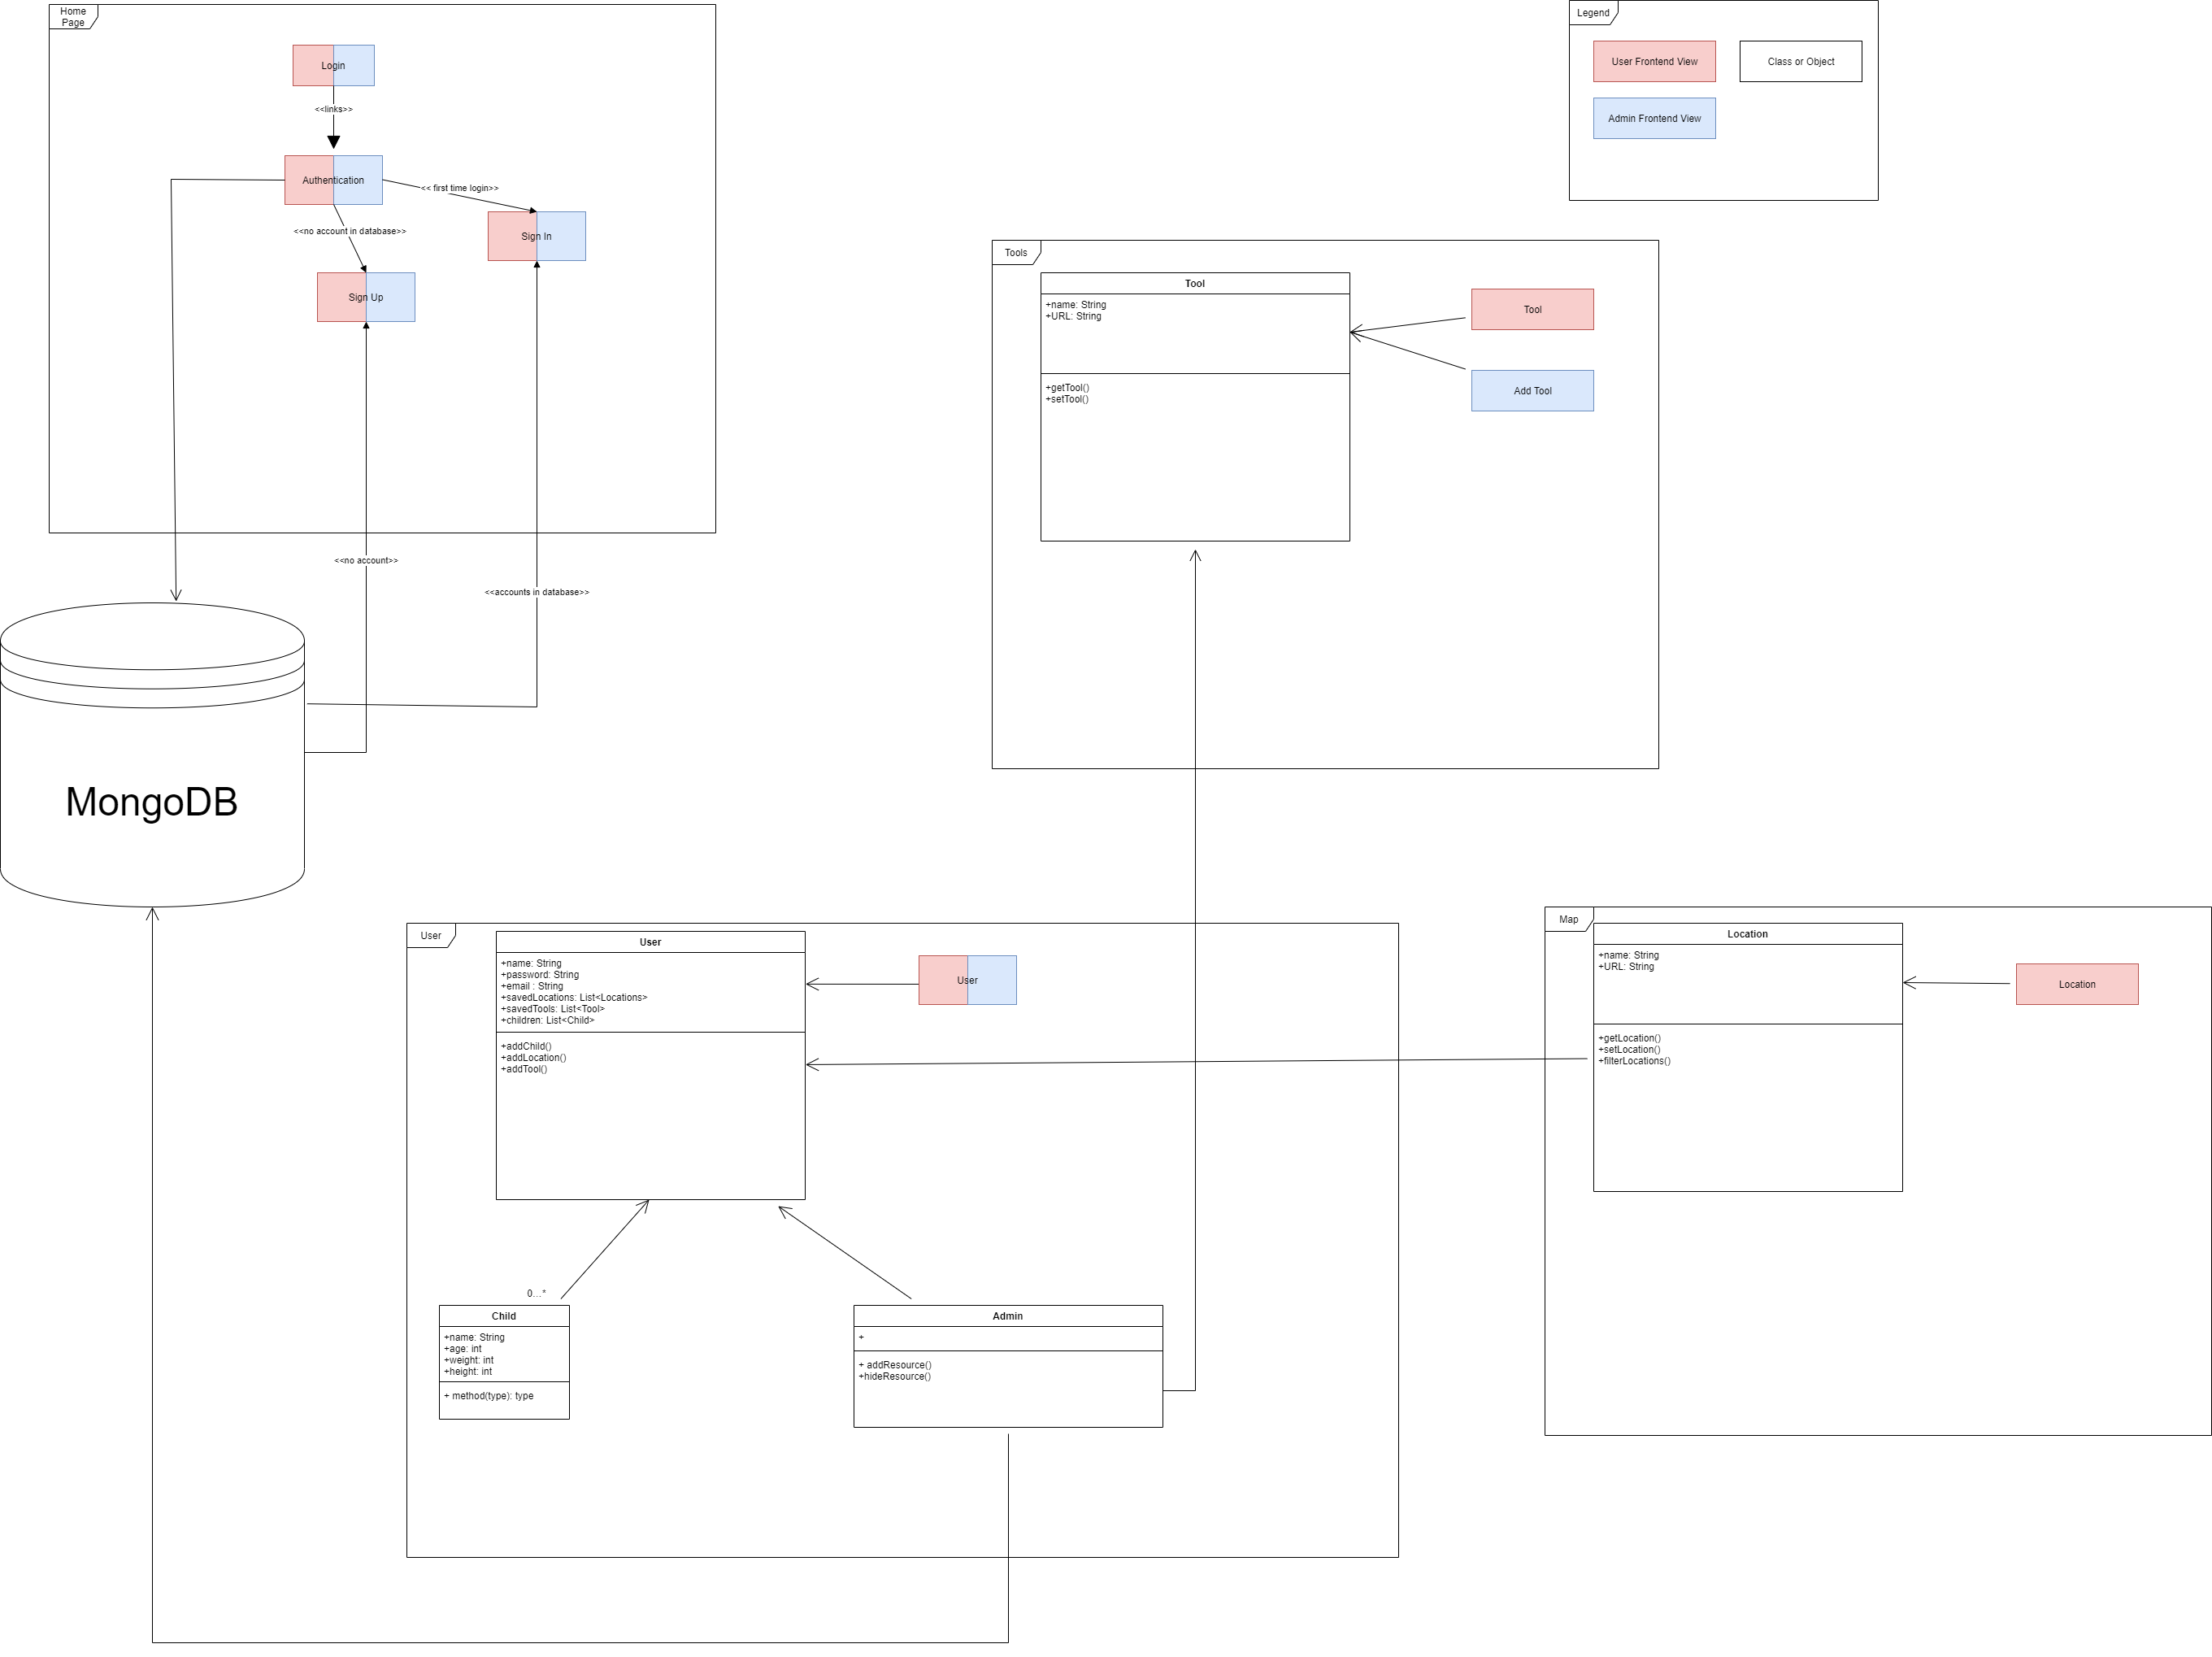 Home
Page
Login
<<links>>
Authentication
<< first time login>>
<<no account in database>>
Sign In
Sign Up
<<no account>>
<<accounts in database>>
MongoDB
Legend
User Frontend View
Class or Object
Admin Frontend View
Tools
Tool
+name: String
+URL: String
+getTool()
+setTool()
Tool
Add Tool
User
User
+name: String
+password: String
+email : String
+savedLocations: List<Locations>
+savedTools: List<Tool>
+children: List<Child>
+addChild()
+addLocation()
+addTool()
User
0...*
Child
+name: String
+age: int
+weight: int
+height: int
+ method(type): type
Admin
+
+ addResource()
+hideResource()
Map
Location
+name: String
+URL: String
+getLocation()
+setLocation()
+filterLocations()
Location